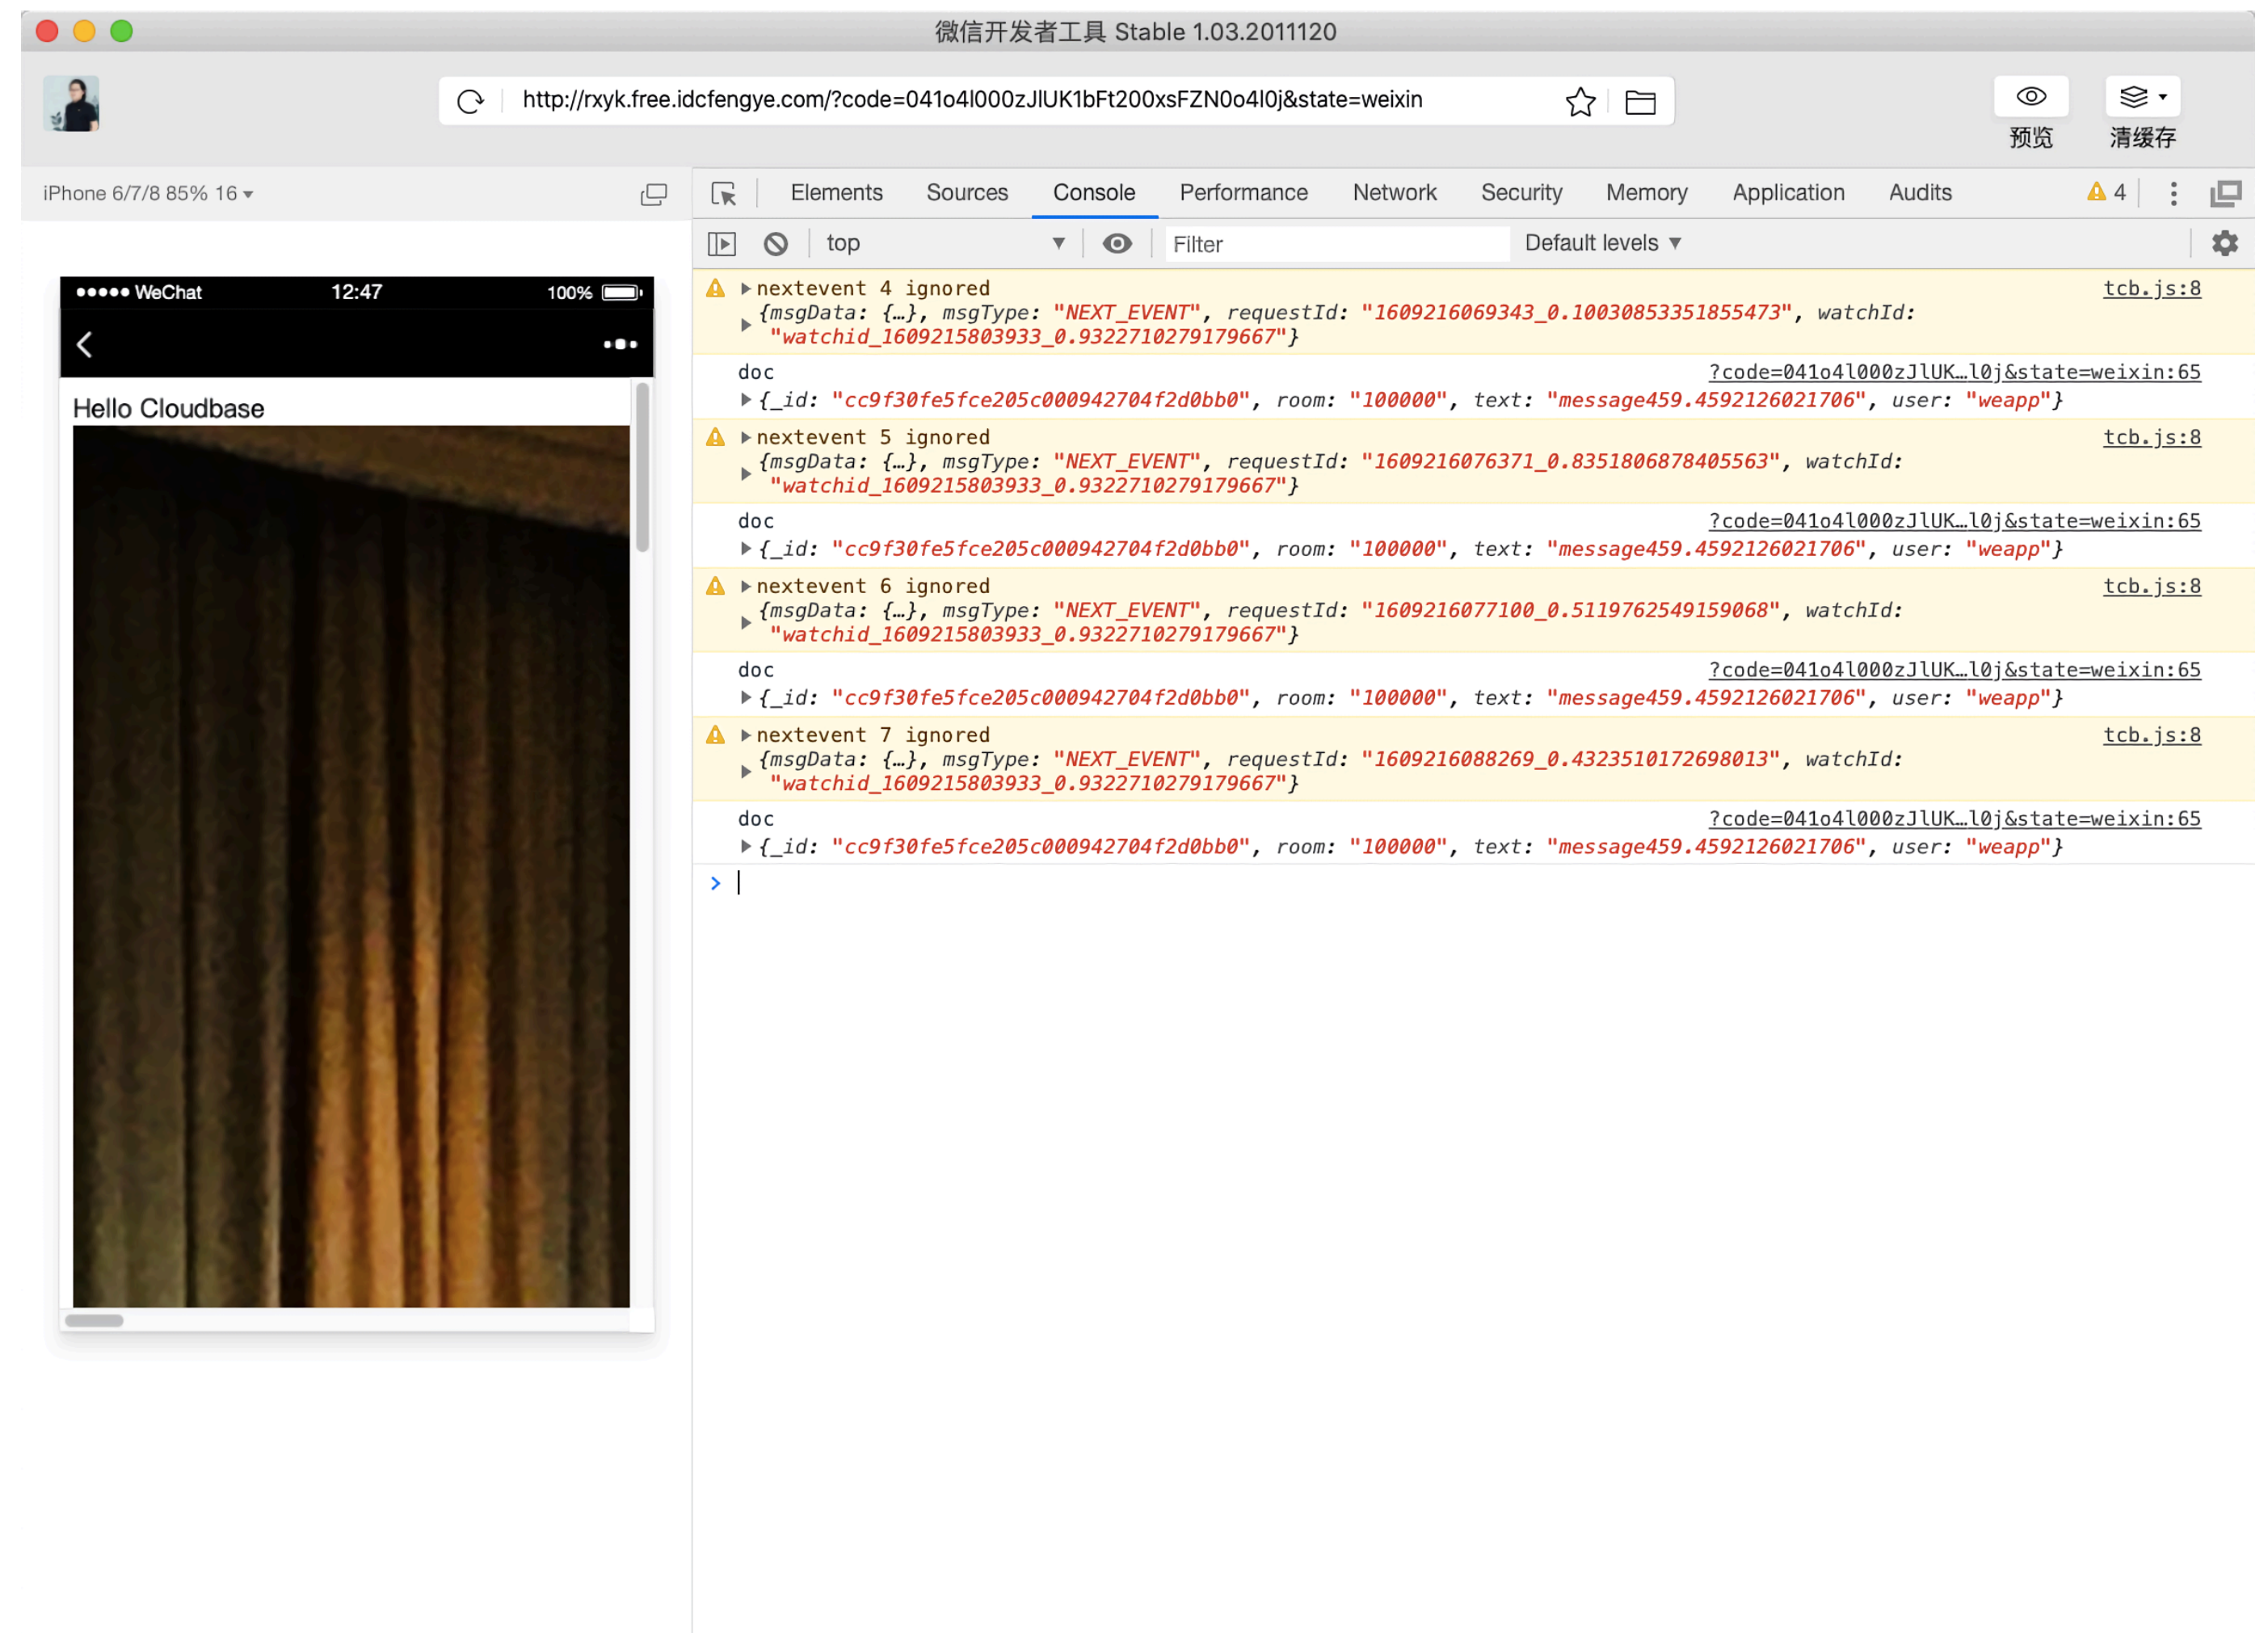 微信开发者工具 Stable 1.03.2011120
http://rxyk.free.idcfengye.com/?code=041o4l000zJlUK1bFt200xsFZN0o4l0j&state=weixin
预览
清缓存
iPhone 6/7/8 85% 16
Elements Sources Console Performance Network Security Memory Application Audits 4
top Filter Default levels
WeChat 12:47 100%
Hello Cloudbase
nextevent 4 ignored tcb.js:8
{msgData: {…}, msgType: "NEXT_EVENT", requestId: "1609216069343_0.10030853351855473", watchId:
"watchid_1609215803933_0.9322710279179667"}
doc ?code=041o4l000zJlUK…l0j&state=weixin:65
{_id: "cc9f30fe5fce205c000942704f2d0bb0", room: "100000", text: "message459.4592126021706", user: "weapp"}
nextevent 5 ignored tcb.js:8
{msgData: {…}, msgType: "NEXT_EVENT", requestId: "1609216076371_0.8351806878405563", watchId:
"watchid_1609215803933_0.9322710279179667"}
doc ?code=041o4l000zJlUK…l0j&state=weixin:65
{_id: "cc9f30fe5fce205c000942704f2d0bb0", room: "100000", text: "message459.4592126021706", user: "weapp"}
nextevent 6 ignored tcb.js:8
{msgData: {…}, msgType: "NEXT_EVENT", requestId: "1609216077100_0.5119762549159068", watchId:
"watchid_1609215803933_0.9322710279179667"}
doc ?code=041o4l000zJlUK…l0j&state=weixin:65
{_id: "cc9f30fe5fce205c000942704f2d0bb0", room: "100000", text: "message459.4592126021706", user: "weapp"}
nextevent 7 ignored tcb.js:8
{msgData: {…}, msgType: "NEXT_EVENT", requestId: "1609216088269_0.4323510172698013", watchId:
"watchid_1609215803933_0.9322710279179667"}
doc ?code=041o4l000zJlUK…l0j&state=weixin:65
{_id: "cc9f30fe5fce205c000942704f2d0bb0", room: "100000", text: "message459.4592126021706", user: "weapp"}